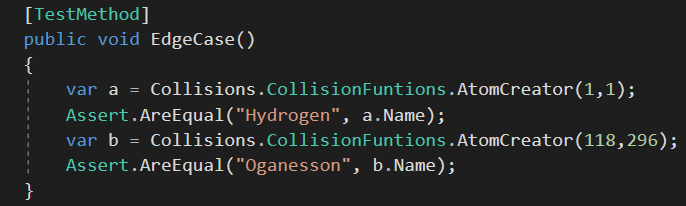 [TestMethod]
public void EdgeCase()
{
var a = Collisions.CollisionFuntions.AtomCreator(1,1);
Assert.AreEqual("Hydrogen", a.Name);
var b = Collisions.CollisionFuntions.AtomCreator(118,296);
Assert.AreEqual("Oganesson", b.Name);
}